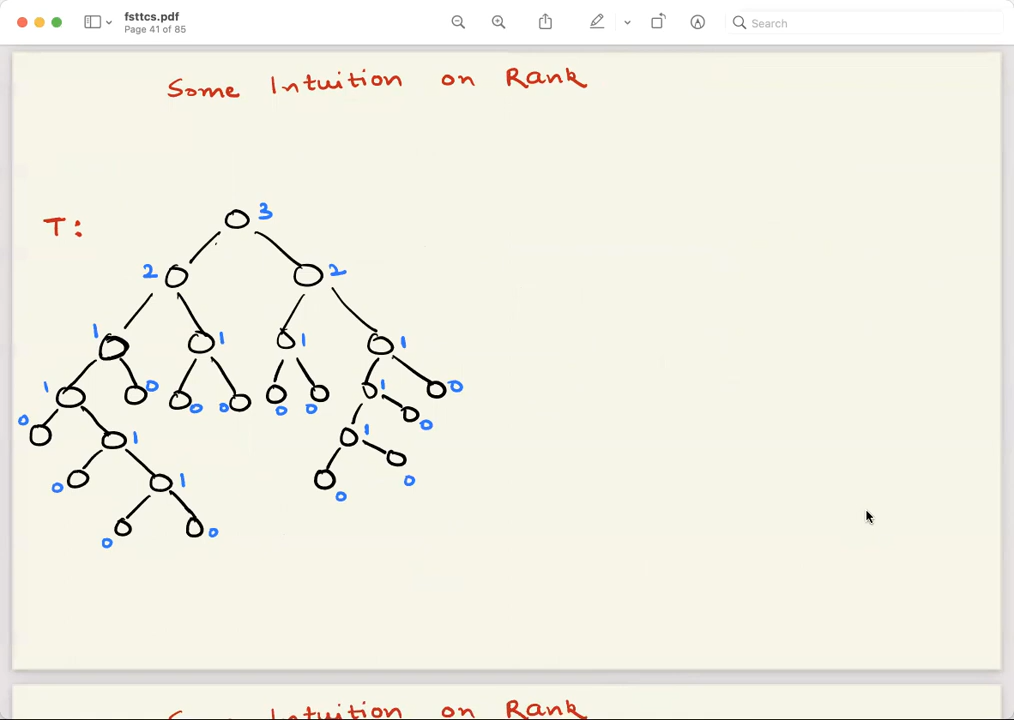 fsttcs.pdf
Page 41 of 85
Search
Some Intuition on Rank
3
T:
2 2
1 1 1 1
1 0 1 0
0 0 0 0 0 0
1 1
0 1 0 0
0 0
0 0
Some Intuition on Rank